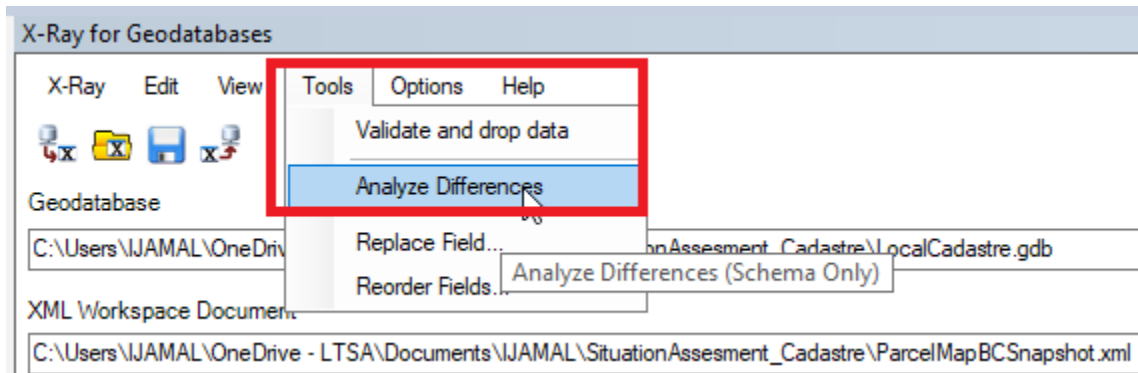 X-Ray for Geodatabases
X-Ray Edit View Tools Options Help
Validate and drop data
Analyze Differences
Geodatabase
C:\Users\IJAMAL\OneDriv
onAssesment_Cadastre\LocalCadastre.gdb
Replace Field...
Analyze Differences (Schema Only)
Reorder Fields...
XML Workspace Document
C:\Users\IJAMAL\OneDrive - LTSA\Documents\IJAMAL\SituationAssesment_Cadastre\ParcelMapBCSnapshot.xml